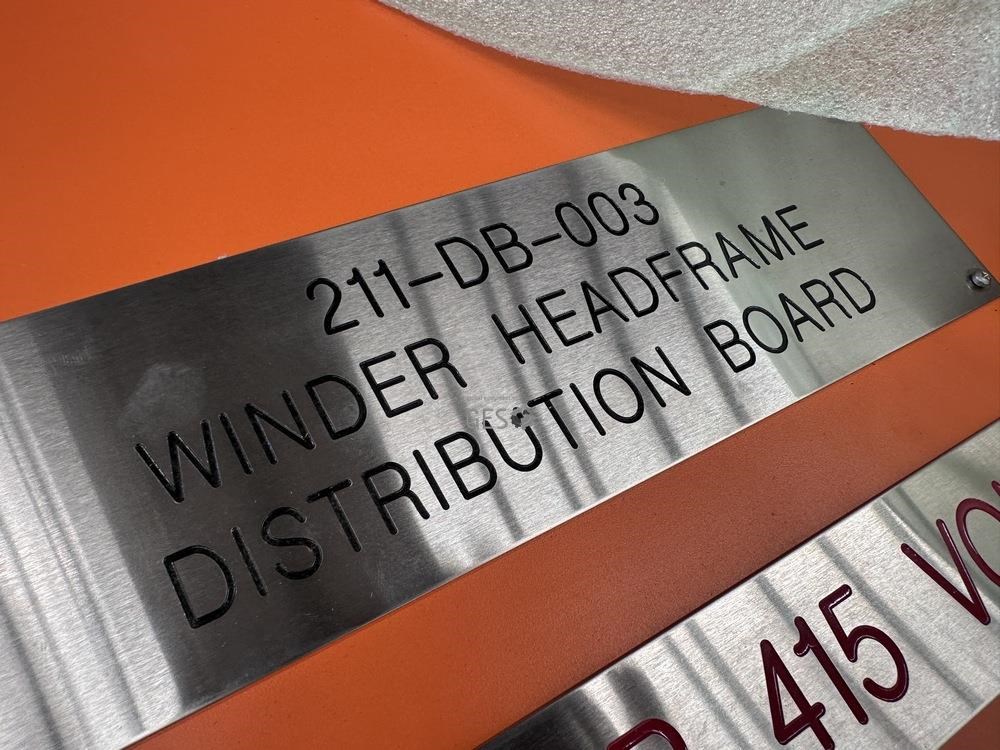 211-DB-003
WINDER HEADFRAME
DISTRIBUTION BOARD
415